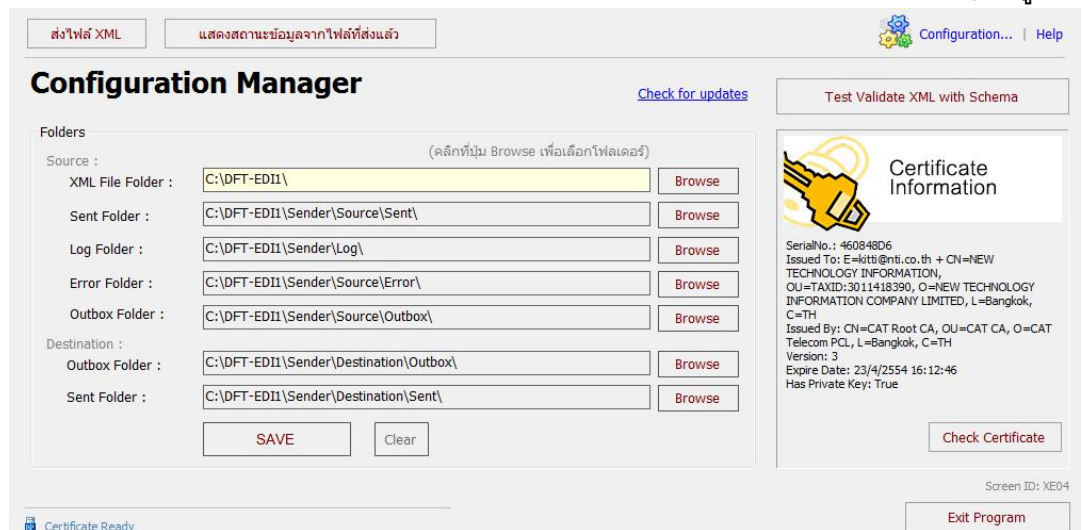 ส่งไฟล์ XML
แสดงสถานะข้อมูลจากไฟล์ที่ส่งแล้ว
Configuration... | Help
Configuration Manager
Check for updates
Test Validate XML with Schema
Folders
(คลิกที่ปุ่ม Browse เพื่อเลือกโฟลเดอร์)
Source :
XML File Folder : C:\DFT-EDI1\ Browse
Sent Folder : C:\DFT-EDI1\Sender\Source\Sent\ Browse
Log Folder : C:\DFT-EDI1\Sender\Log\ Browse
Error Folder : C:\DFT-EDI1\Sender\Source\Error\ Browse
Outbox Folder : C:\DFT-EDI1\Sender\Source\Outbox\ Browse
Destination :
Outbox Folder : C:\DFT-EDI1\Sender\Destination\Outbox\ Browse
Sent Folder : C:\DFT-EDI1\Sender\Destination\Sent\ Browse
SAVE
Clear
Certificate
Information
SerialNo.: 460848D6
Issued To: E=kitti@nti.co.th + CN=NEW
TECHNOLOGY INFORMATION,
OU=TAXID:3011418390, O=NEW TECHNOLOGY
INFORMATION COMPANY LIMITED, L=Bangkok,
C=TH
Issued By: CN=CAT Root CA, OU=CAT CA, O=CAT
Telecom PCL, L=Bangkok, C=TH
Version: 3
Expire Date: 23/4/2554 16:12:46
Has Private Key: True
Check Certificate
Screen ID: XE04
Exit Program
Certificate Ready